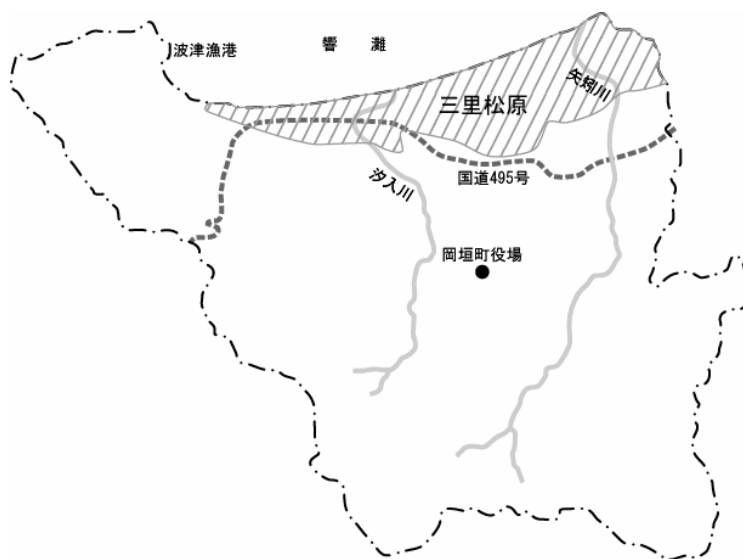 波津漁港
響灘
三里松原
矢矧川
汐入川
国道495号
岡垣町役場